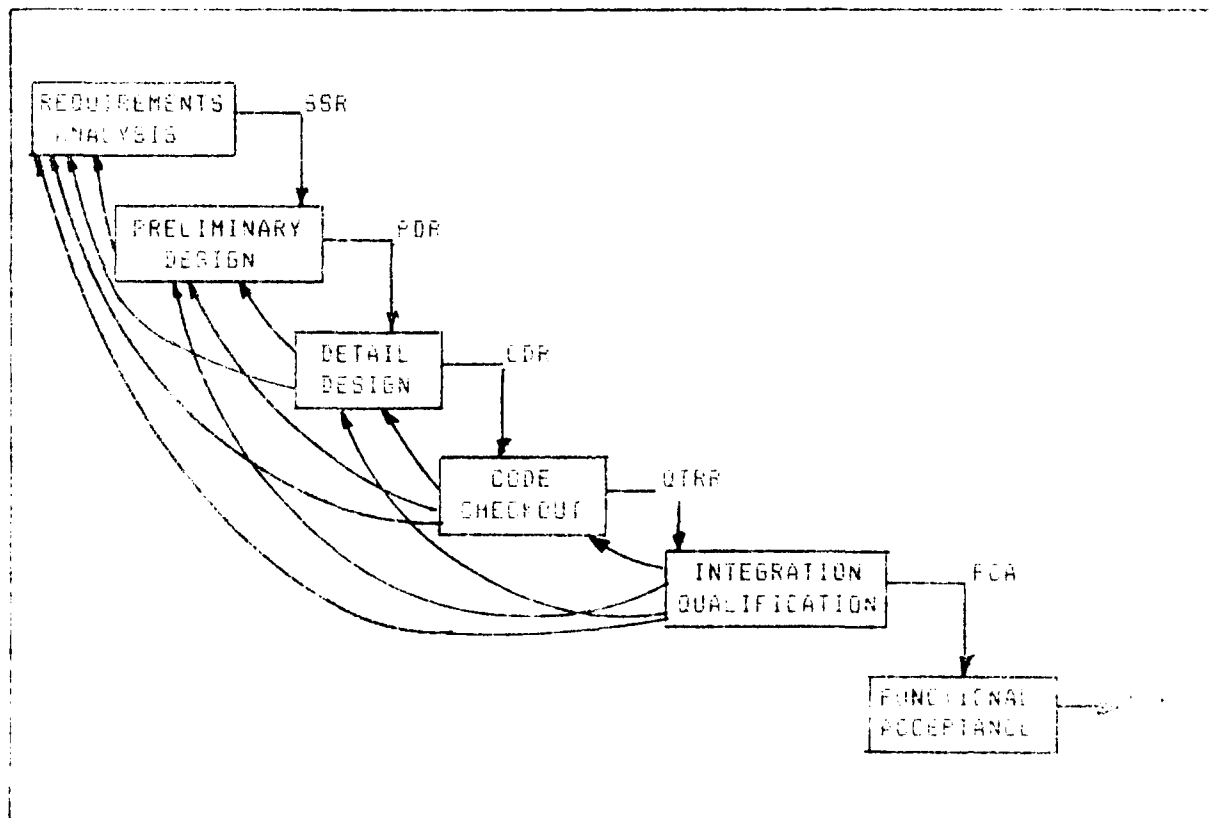 REQUIREMENTS
ANALYSIS
SSR
PRELIMINARY
DESIGN
PDR
DETAIL
DESIGN
CDR
CODE
CHECKOUT
QTRR
INTEGRATION
QUALIFICATION
FCA
FUNCTIONAL
ACCEPTANCE